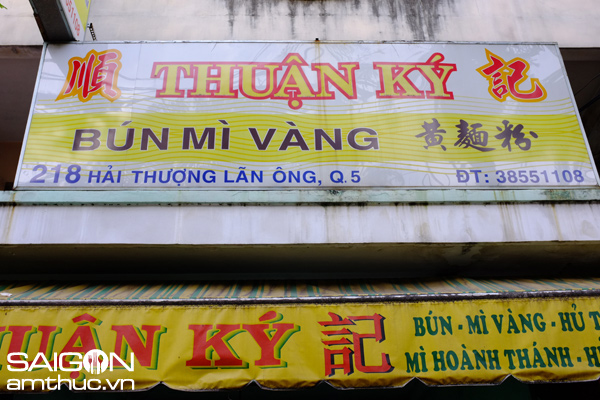 順 THUẬN KÝ 記
BÚN MÌ VÀNG 黃麵粉
218 HẢI THƯỢNG LÃN ÔNG, Q.5 ĐT: 38551108
THUẬN KÝ 記
BÚN - MÌ VÀNG - HỦ T
MÌ HOÀNH THÁNH - H
SAIGON
amthuc.vn